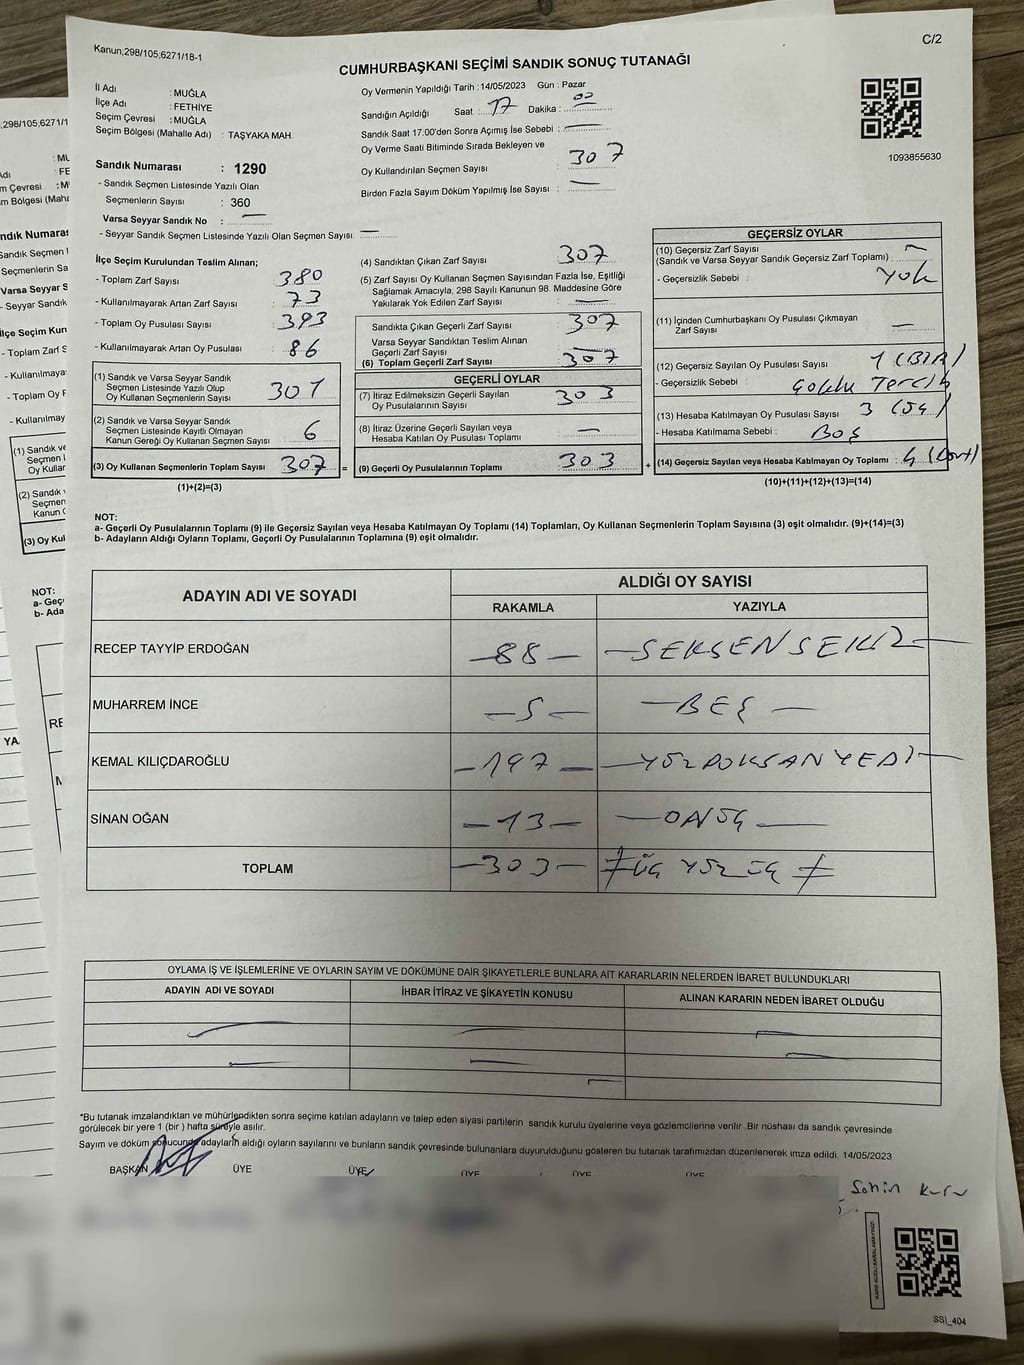 Kanun;298/105;6271/18-1
C/2
CUMHURBAŞKANI SEÇİMİ SANDIK SONUÇ TUTANAĞI
İl Adı : MUĞLA
İlçe Adı : FETHİYE
Seçim Çevresi : MUĞLA
Seçim Bölgesi (Mahalle Adı) : TAŞYAKA MAH.
Sandık Numarası : 1290
- Sandık Seçmen Listesinde Yazılı Olan
Seçmenlerin Sayısı : 360
Varsa Seyyar Sandık No :
- Seyyar Sandık Seçmen Listesinde Yazılı Olan Seçmen Sayısı:
Oy Vermenin Yapıldığı Tarih : 14/05/2023 Gün : Pazar
Sandığın Açıldığı Saat : 17 Dakika : 00
Sandık Saat 17:00'den Sonra Açımış İse Sebebi :
Oy Verme Saati Bitiminde Sırada Bekleyen ve
Oy Kullandırılan Seçmen Sayısı : 307
Birden Fazla Sayım Döküm Yapılmış İse Sayısı :
1093855630
İlçe Seçim Kurulundan Teslim Alınan;
- Toplam Zarf Sayısı : 380
- Kullanılmayarak Artan Zarf Sayısı : 73
- Toplam Oy Pusulası Sayısı : 393
- Kullanılmayarak Artan Oy Pusulası : 86
(1) Sandık ve Varsa Seyyar Sandık
Seçmen Listesinde Yazılı Olup
Oy Kullanan Seçmenlerin Sayısı 301
(2) Sandık ve Varsa Seyyar Sandık
Seçmen Listesinde Kayıtlı Olmayan
Kanun Gereği Oy Kullanan Seçmen Sayısı 6
(3) Oy Kullanan Seçmenlerin Toplam Sayısı : 307 =
(1)+(2)=(3)
(4) Sandıktan Çıkan Zarf Sayısı : 307
(5) Zarf Sayısı Oy Kullanan Seçmen Sayısından Fazla İse, Eşitliği
Sağlamak Amacıyla, 298 Sayılı Kanunun 98. Maddesine Göre
Yakılarak Yok Edilen Zarf Sayısı :
Sandıkta Çıkan Geçerli Zarf Sayısı : 307
Varsa Seyyar Sandıktan Teslim Alınan
Geçerli Zarf Sayısı :
(6) Toplam Geçerli Zarf Sayısı : 307
GEÇERLİ OYLAR
(7) İtiraz Edilmeksizin Geçerli Sayılan
Oy Pusulalarının Sayısı : 303
(8) İtiraz Üzerine Geçerli Sayılan veya
Hesaba Katılan Oy Pusulası Toplamı :
(9) Geçerli Oy Pusulalarının Toplamı : 303 +
GEÇERSİZ OYLAR
(10) Geçersiz Zarf Sayısı
(Sandık ve Varsa Seyyar Sandık Geçersiz Zarf Toplamı) :
- Geçersizlik Sebebi : Yok
(11) İçinden Cumhurbaşkanı Oy Pusulası Çıkmayan
Zarf Sayısı :
(12) Geçersiz Sayılan Oy Pusulası Sayısı : 1 (BİR)
- Geçersizlik Sebebi : Çoklu Tercih
(13) Hesaba Katılmayan Oy Pusulası Sayısı : 3 (Üç)
- Hesaba Katılmama Sebebi : Boş
(14) Geçersiz Sayılan veya Hesaba Katılmayan Oy Toplamı : 4 (Dört)
(10)+(11)+(12)+(13)=(14)
NOT:
a- Geçerli Oy Pusulalarının Toplamı (9) ile Geçersiz Sayılan veya Hesaba Katılmayan Oy Toplamı (14) Toplamları, Oy Kullanan Seçmenlerin Toplam Sayısına (3) eşit olmalıdır. (9)+(14)=(3)
b- Adayların Aldığı Oyların Toplamı, Geçerli Oy Pusulalarının Toplamına (9) eşit olmalıdır.
ADAYIN ADI VE SOYADI
ALDIĞI OY SAYISI
RAKAMLA YAZIYLA
RECEP TAYYİP ERDOĞAN - 88 - - SEKSEN SEKİZ -
MUHARREM İNCE - 5 - - BEŞ -
KEMAL KILIÇDAROĞLU - 197 - - YÜZDOKSANYEDİ -
SİNAN OĞAN - 13 - - ONÜÇ -
TOPLAM - 303 - ≠ ÜÇ YÜZ ÜÇ ≠
OYLAMA İŞ VE İŞLEMLERİNE VE OYLARIN SAYIM VE DÖKÜMÜNE DAİR ŞİKAYETLERLE BUNLARA AİT KARARLARIN NELERDEN İBARET BULUNDUKLARI
ADAYIN ADI VE SOYADI İHBAR İTİRAZ VE ŞİKAYETİN KONUSU ALINAN KARARIN NEDEN İBARET OLDUĞU
*Bu tutanak imzalandıktan ve mühürlendikten sonra seçime katılan adayların ve talep eden siyasi partilerin sandık kurulu üyelerine veya gözlemcilerine verilir. Bir nüshası da sandık çevresinde
görülecek bir yere 1 (bir) hafta süreyle asılır.
Sayım ve döküm sonucunda adayların aldığı oyların sayılarını ve bunların sandık çevresinde bulunanlara duyurulduğunu gösteren bu tutanak tarafımızdan düzenlenerek imza edildi. 14/05/2023
BAŞKAN ÜYE ÜYE ÜYE ÜYE ÜYE
SSİ_404